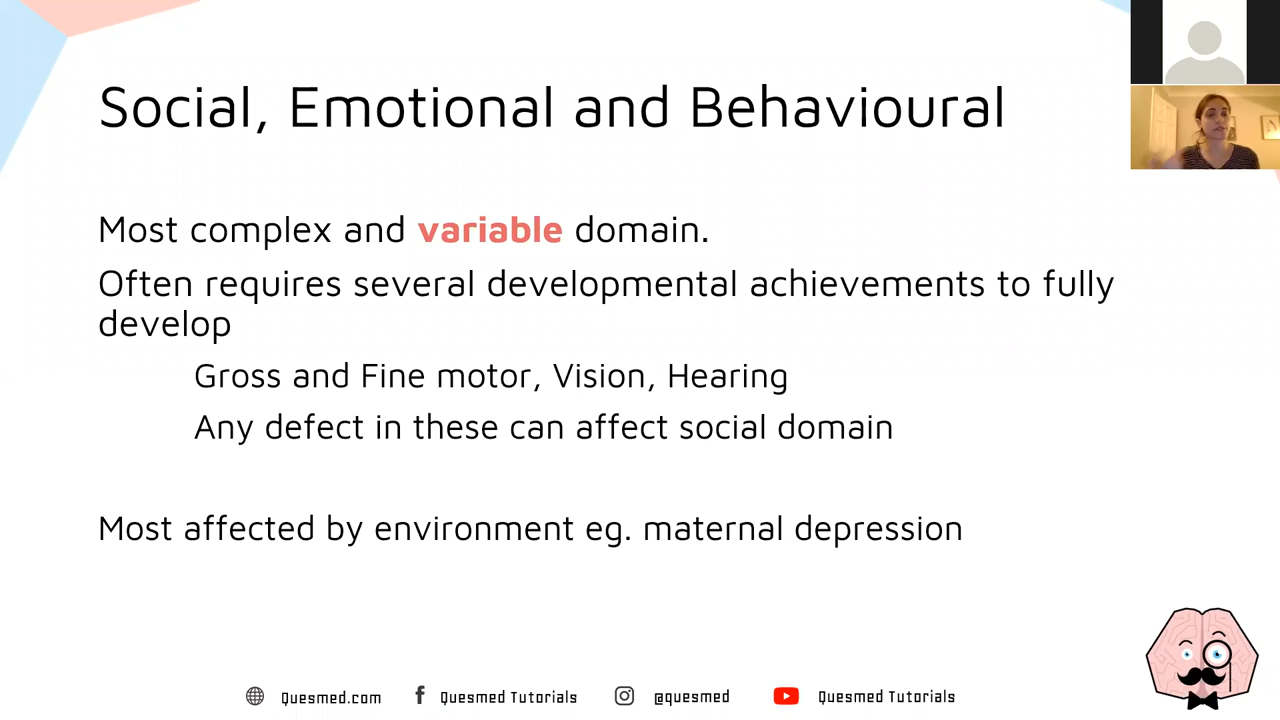 Social, Emotional and Behavioural
Most complex and variable domain.
Often requires several developmental achievements to fully
develop
Gross and Fine motor, Vision, Hearing
Any defect in these can affect social domain
Most affected by environment eg. maternal depression
Quesmed.com
Quesmed Tutorials
@quesmed
Quesmed Tutorials